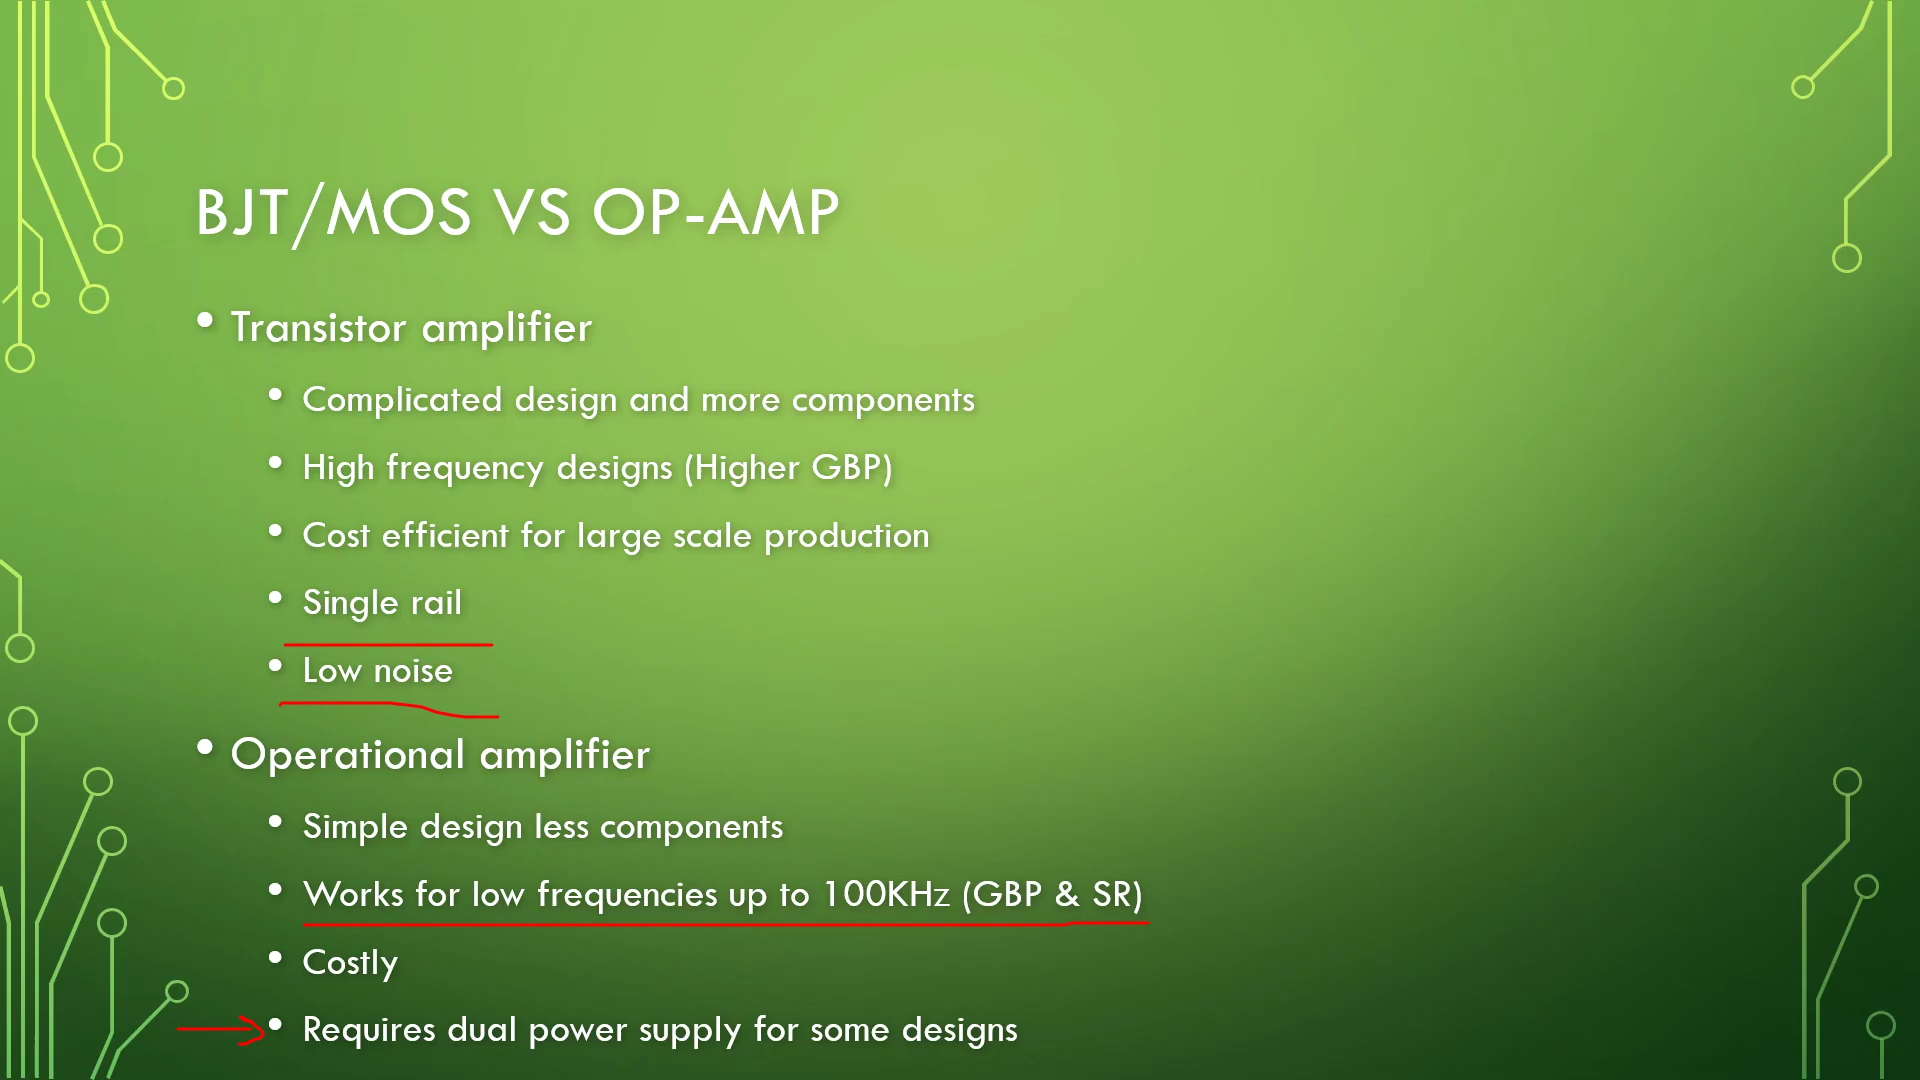 BJT/MOS VS OP-AMP
• Transistor amplifier
• Complicated design and more components
• High frequency designs (Higher GBP)
• Cost efficient for large scale production
• Single rail
• Low noise
• Operational amplifier
• Simple design less components
• Works for low frequencies up to 100KHz (GBP & SR)
• Costly
• Requires dual power supply for some designs